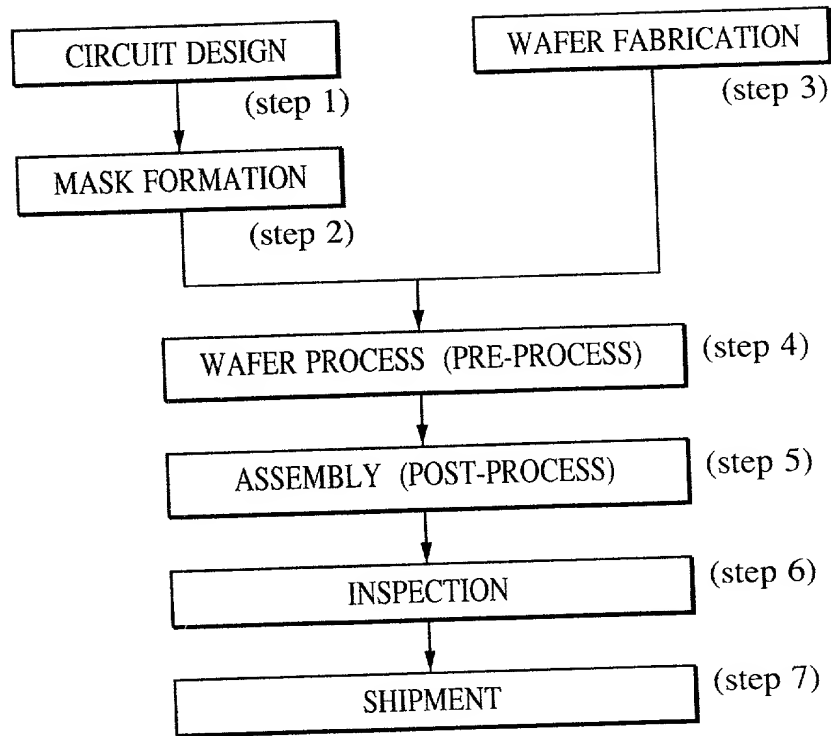 CIRCUIT DESIGN
(step 1)
WAFER FABRICATION
(step 3)
MASK FORMATION
(step 2)
WAFER PROCESS (PRE-PROCESS)
(step 4)
ASSEMBLY (POST-PROCESS)
(step 5)
INSPECTION
(step 6)
SHIPMENT
(step 7)